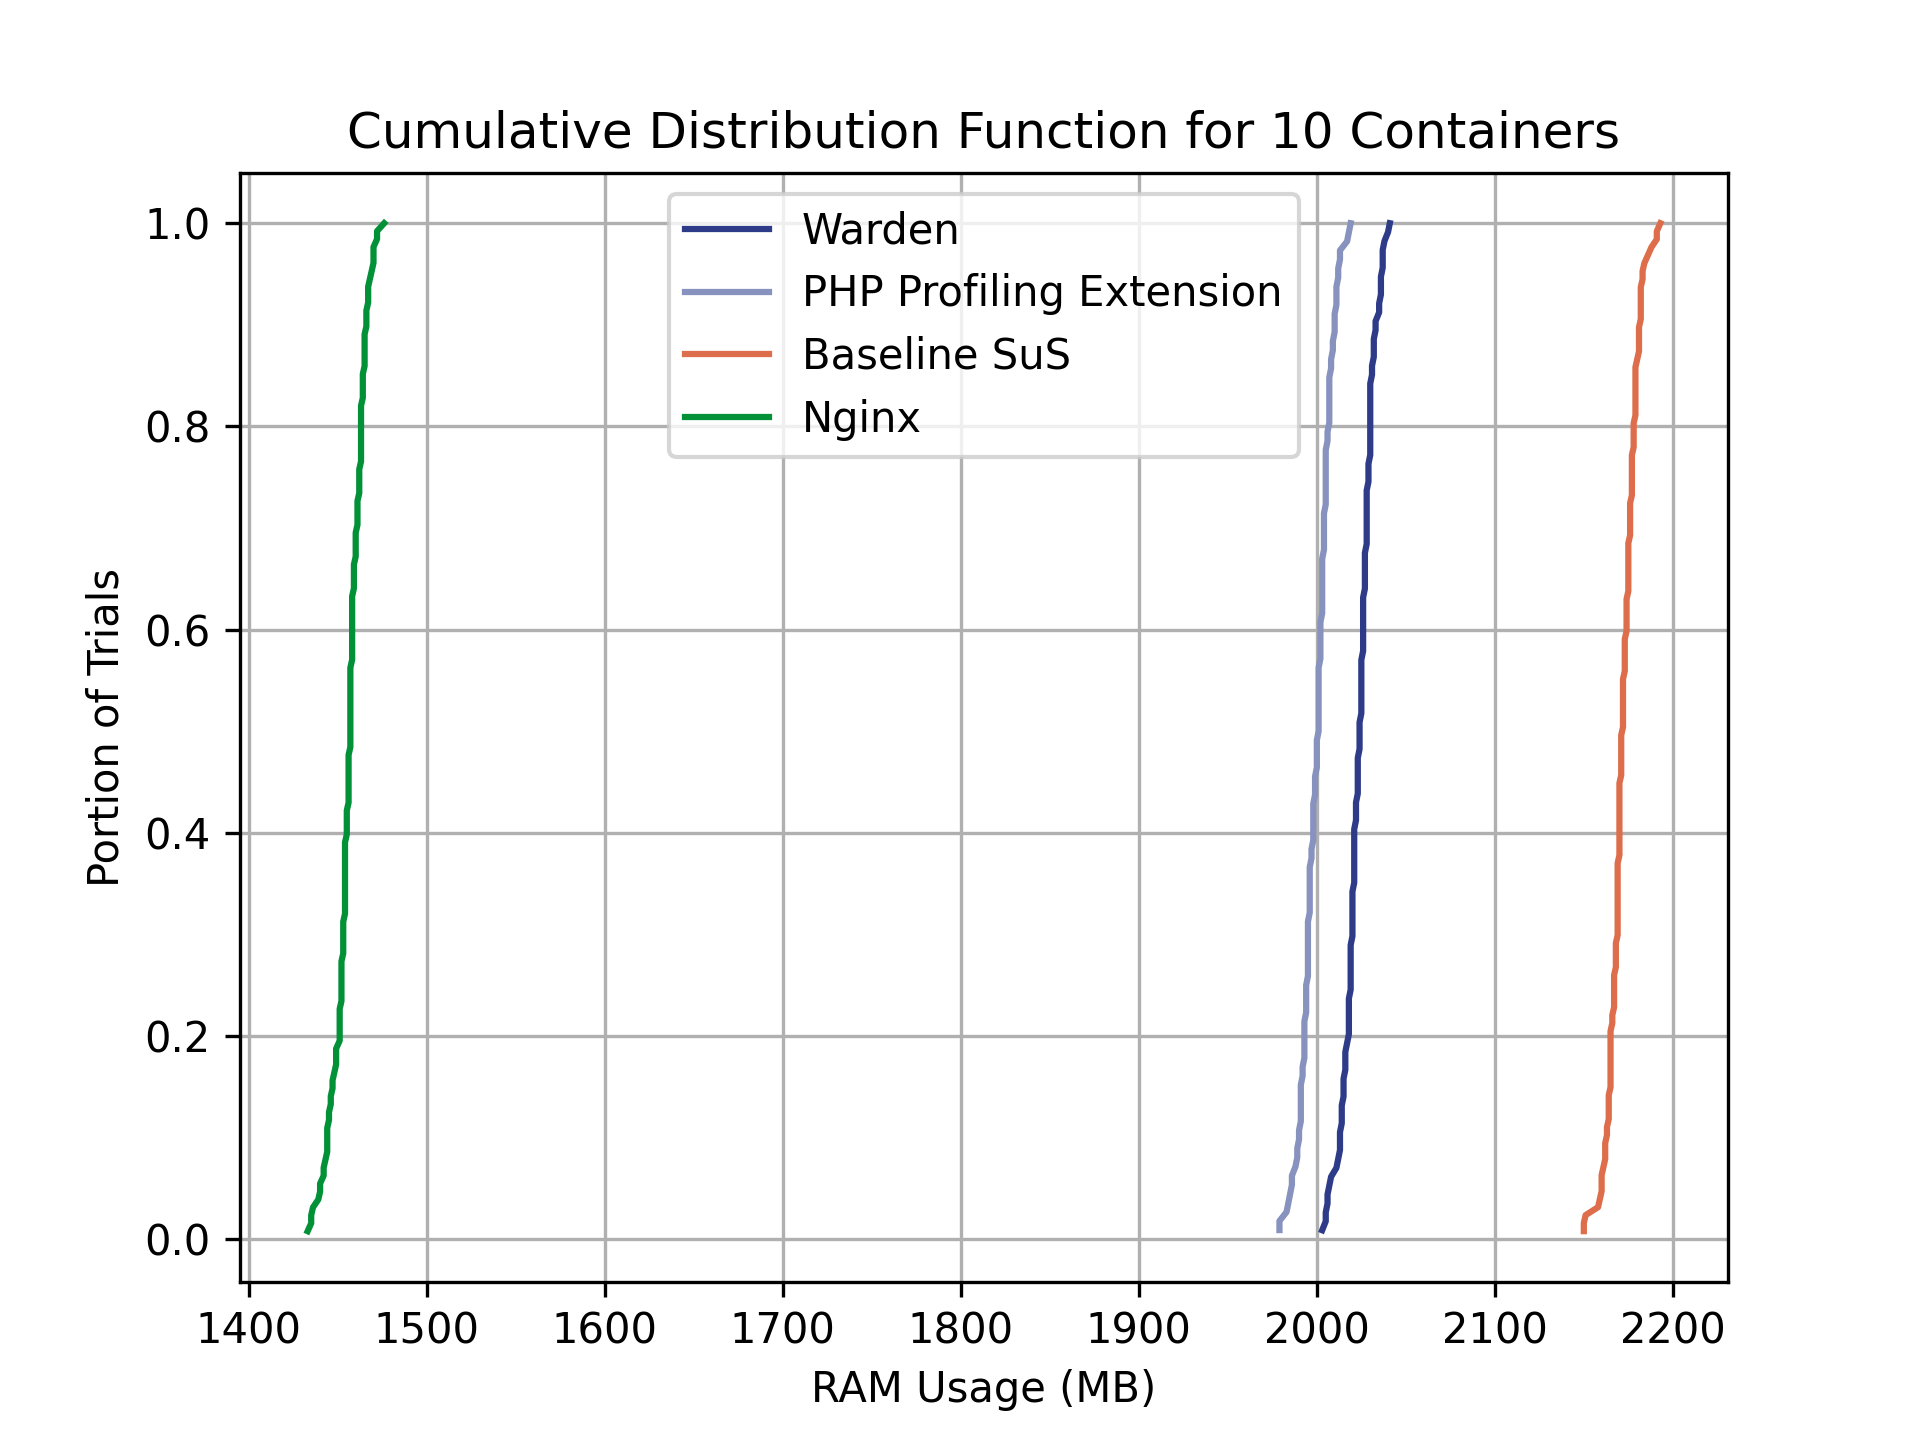 Cumulative Distribution Function for 10 Containers
Warden
PHP Profiling Extension
Baseline SuS
Nginx
1.0
0.8
0.6
0.4
0.2
0.0
Portion of Trials
1400 1500 1600 1700 1800 1900 2000 2100 2200
RAM Usage (MB)